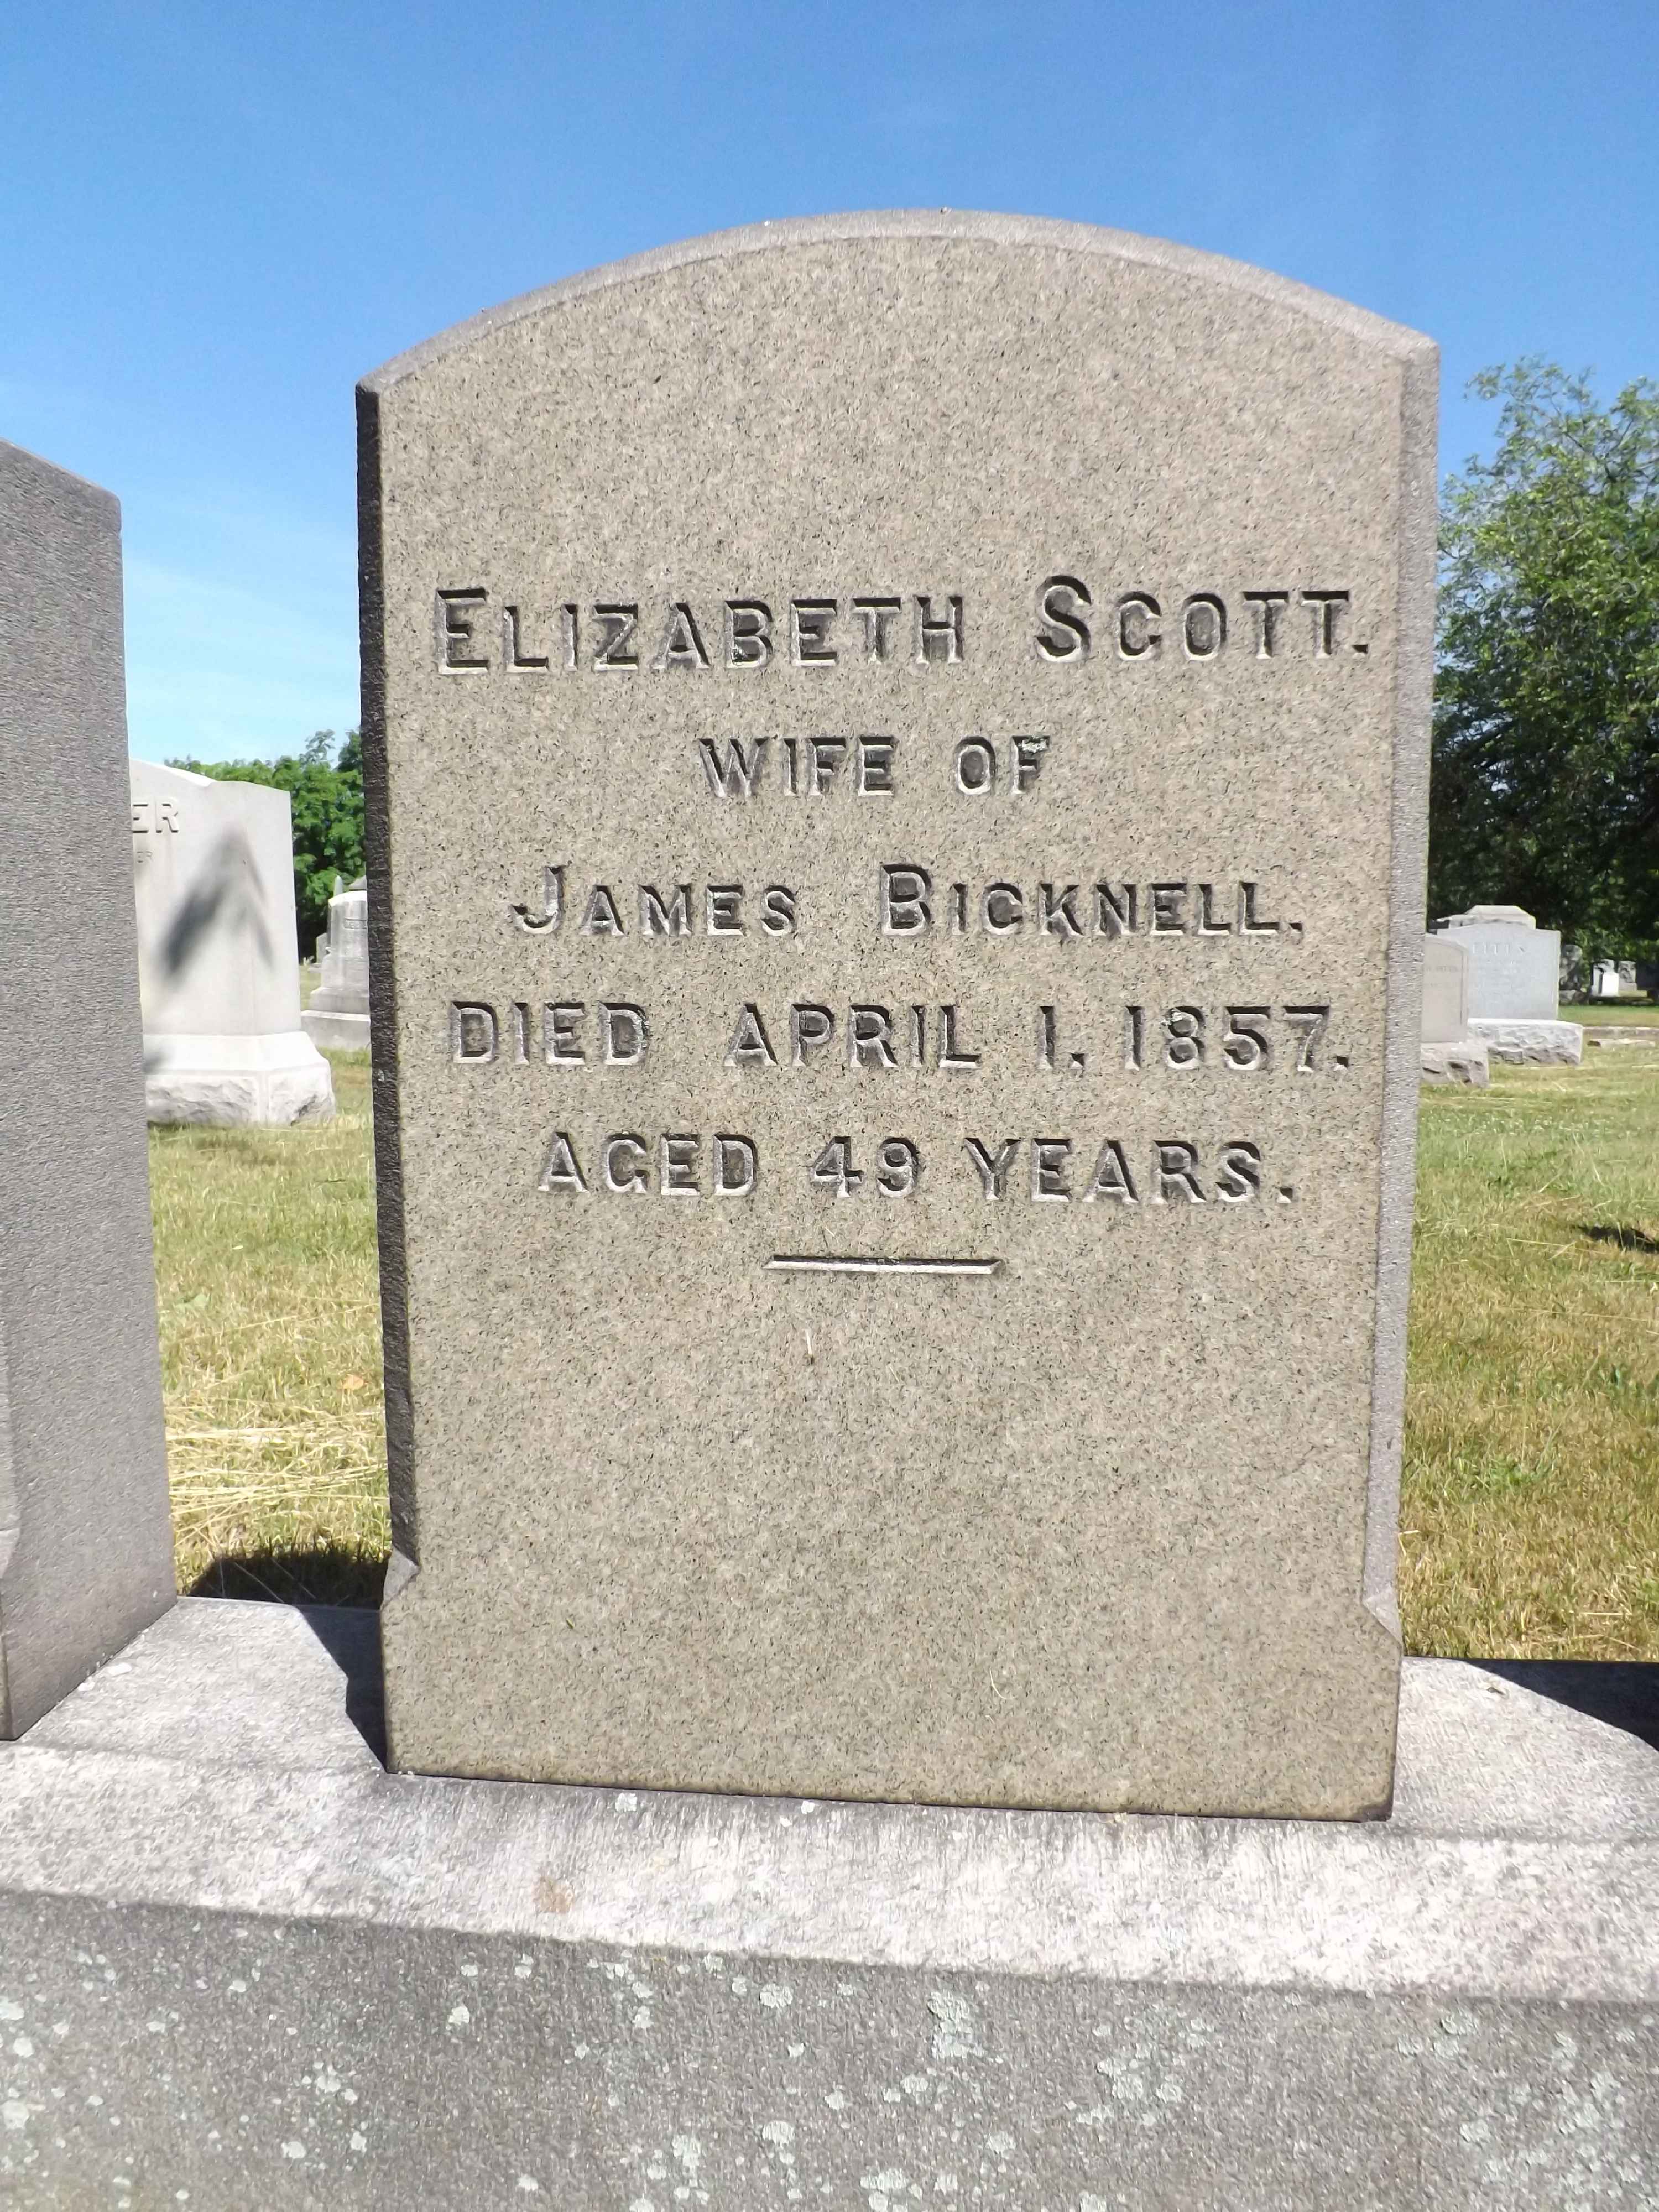 ELIZABETH SCOTT.
WIFE OF
JAMES BICKNELL.
DIED APRIL 1, 1857.
AGED 49 YEARS.